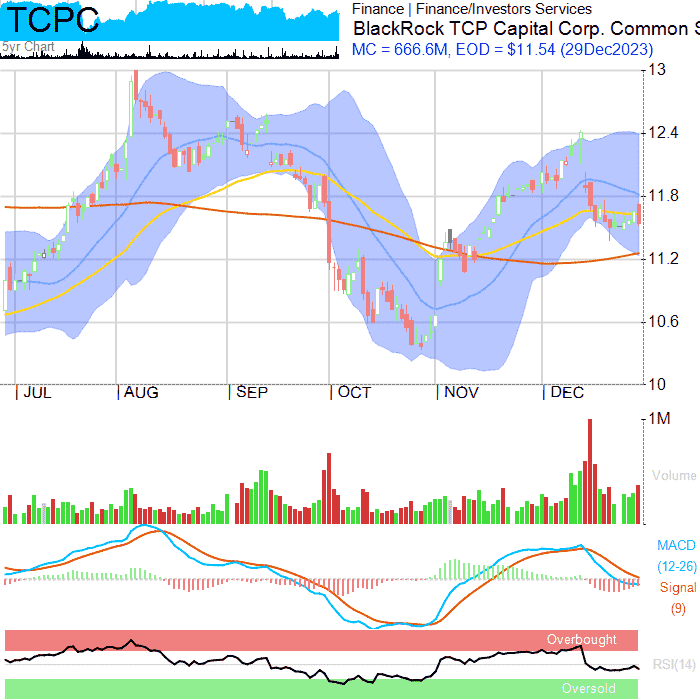 TCPC
5yr Chart
Finance | Finance/Investors Services
BlackRock TCP Capital Corp. Common S
MC = 666.6M, EOD = $11.54 (29Dec2023)
13
12.4
11.8
11.2
10.6
10
JUL AUG SEP OCT NOV DEC
1M
Volume
MACD
(12-26)
Signal
(9)
Overbought
RSI(14)
Oversold